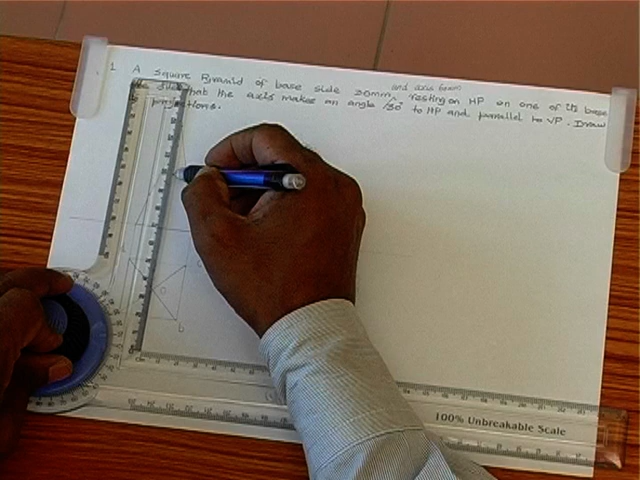 1 A square Pyramid of base side 30mm and axis 60mm resting on HP on one of its base
that the axis makes an angle 30° to HP and parallel to VP. Draw
projections.
100% Unbreakable Scale